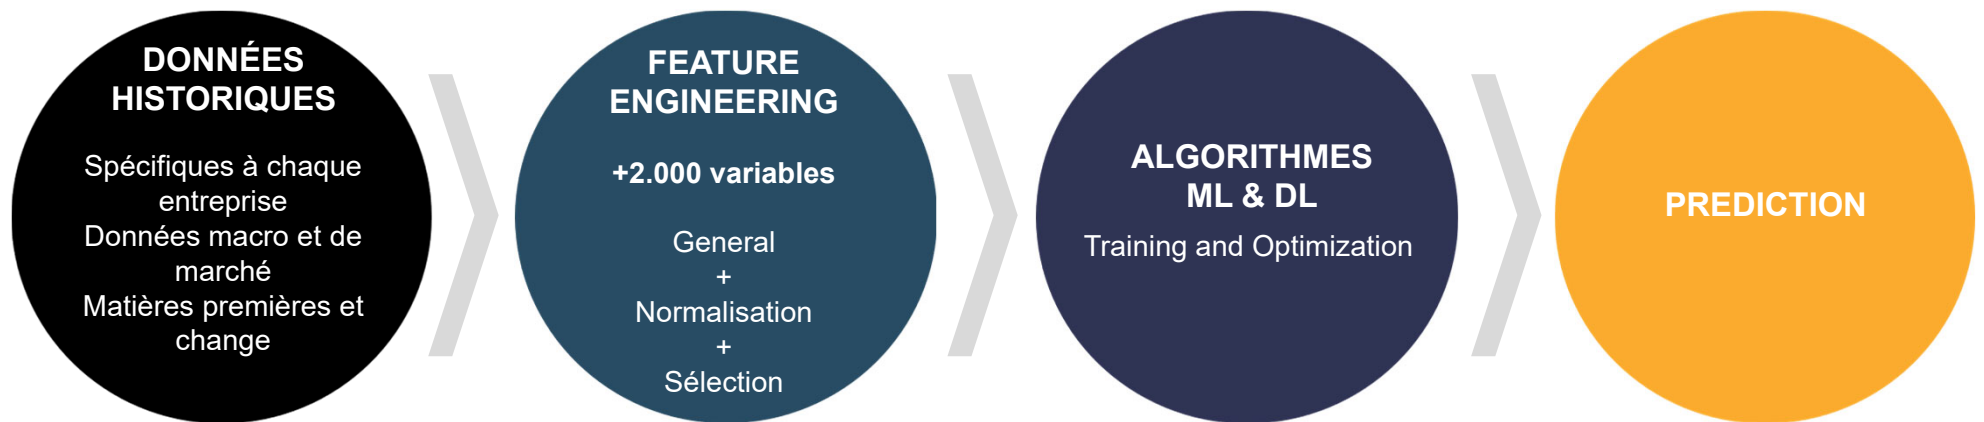 DONNÉES
HISTORIQUES
Spécifiques à chaque
entreprise
Données macro et de
marché
Matières premières et
change
FEATURE
ENGINEERING
+2.000 variables
General
+
Normalisation
+
Sélection
ALGORITHMES
ML & DL
Training and Optimization
PREDICTION